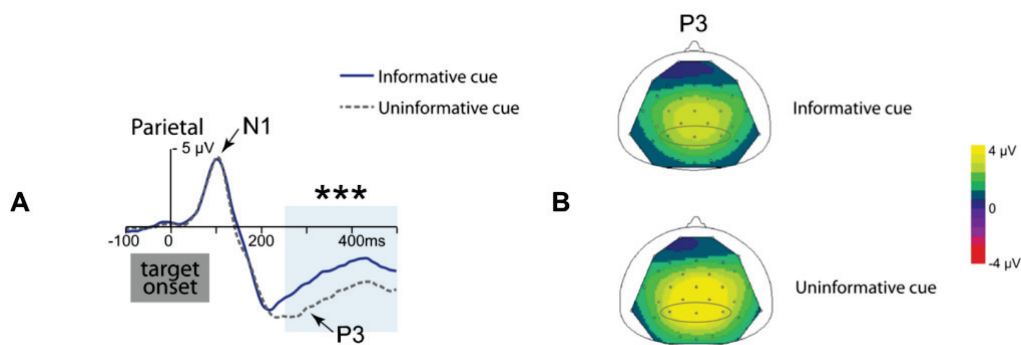 Informative cue
Uninformative cue
Parietal
N1
- 5 µV
***
A
-100
0
200
400ms
target
onset
P3
P3
Informative cue
B
4 µV
0
-4 µV
Uninformative cue